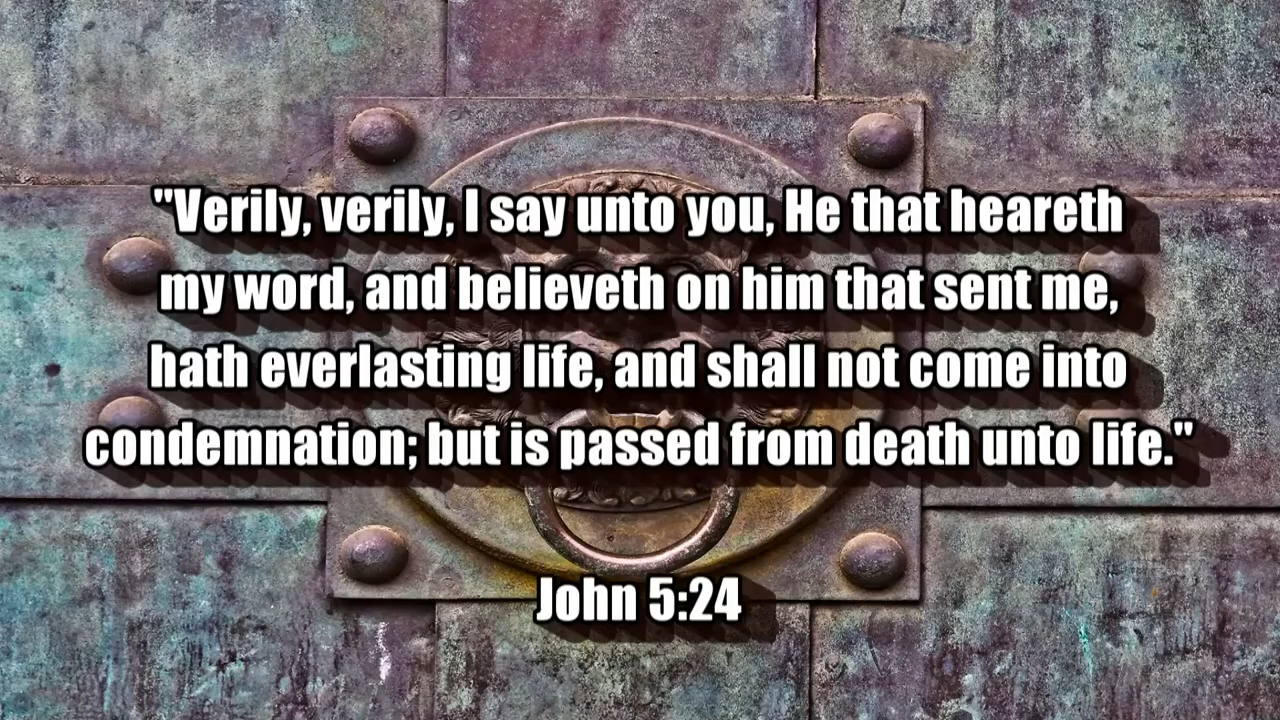 "Verily, verily, I say unto you, He that heareth
my word, and believeth on him that sent me,
hath everlasting life, and shall not come into
condemnation; but is passed from death unto life."
John 5:24